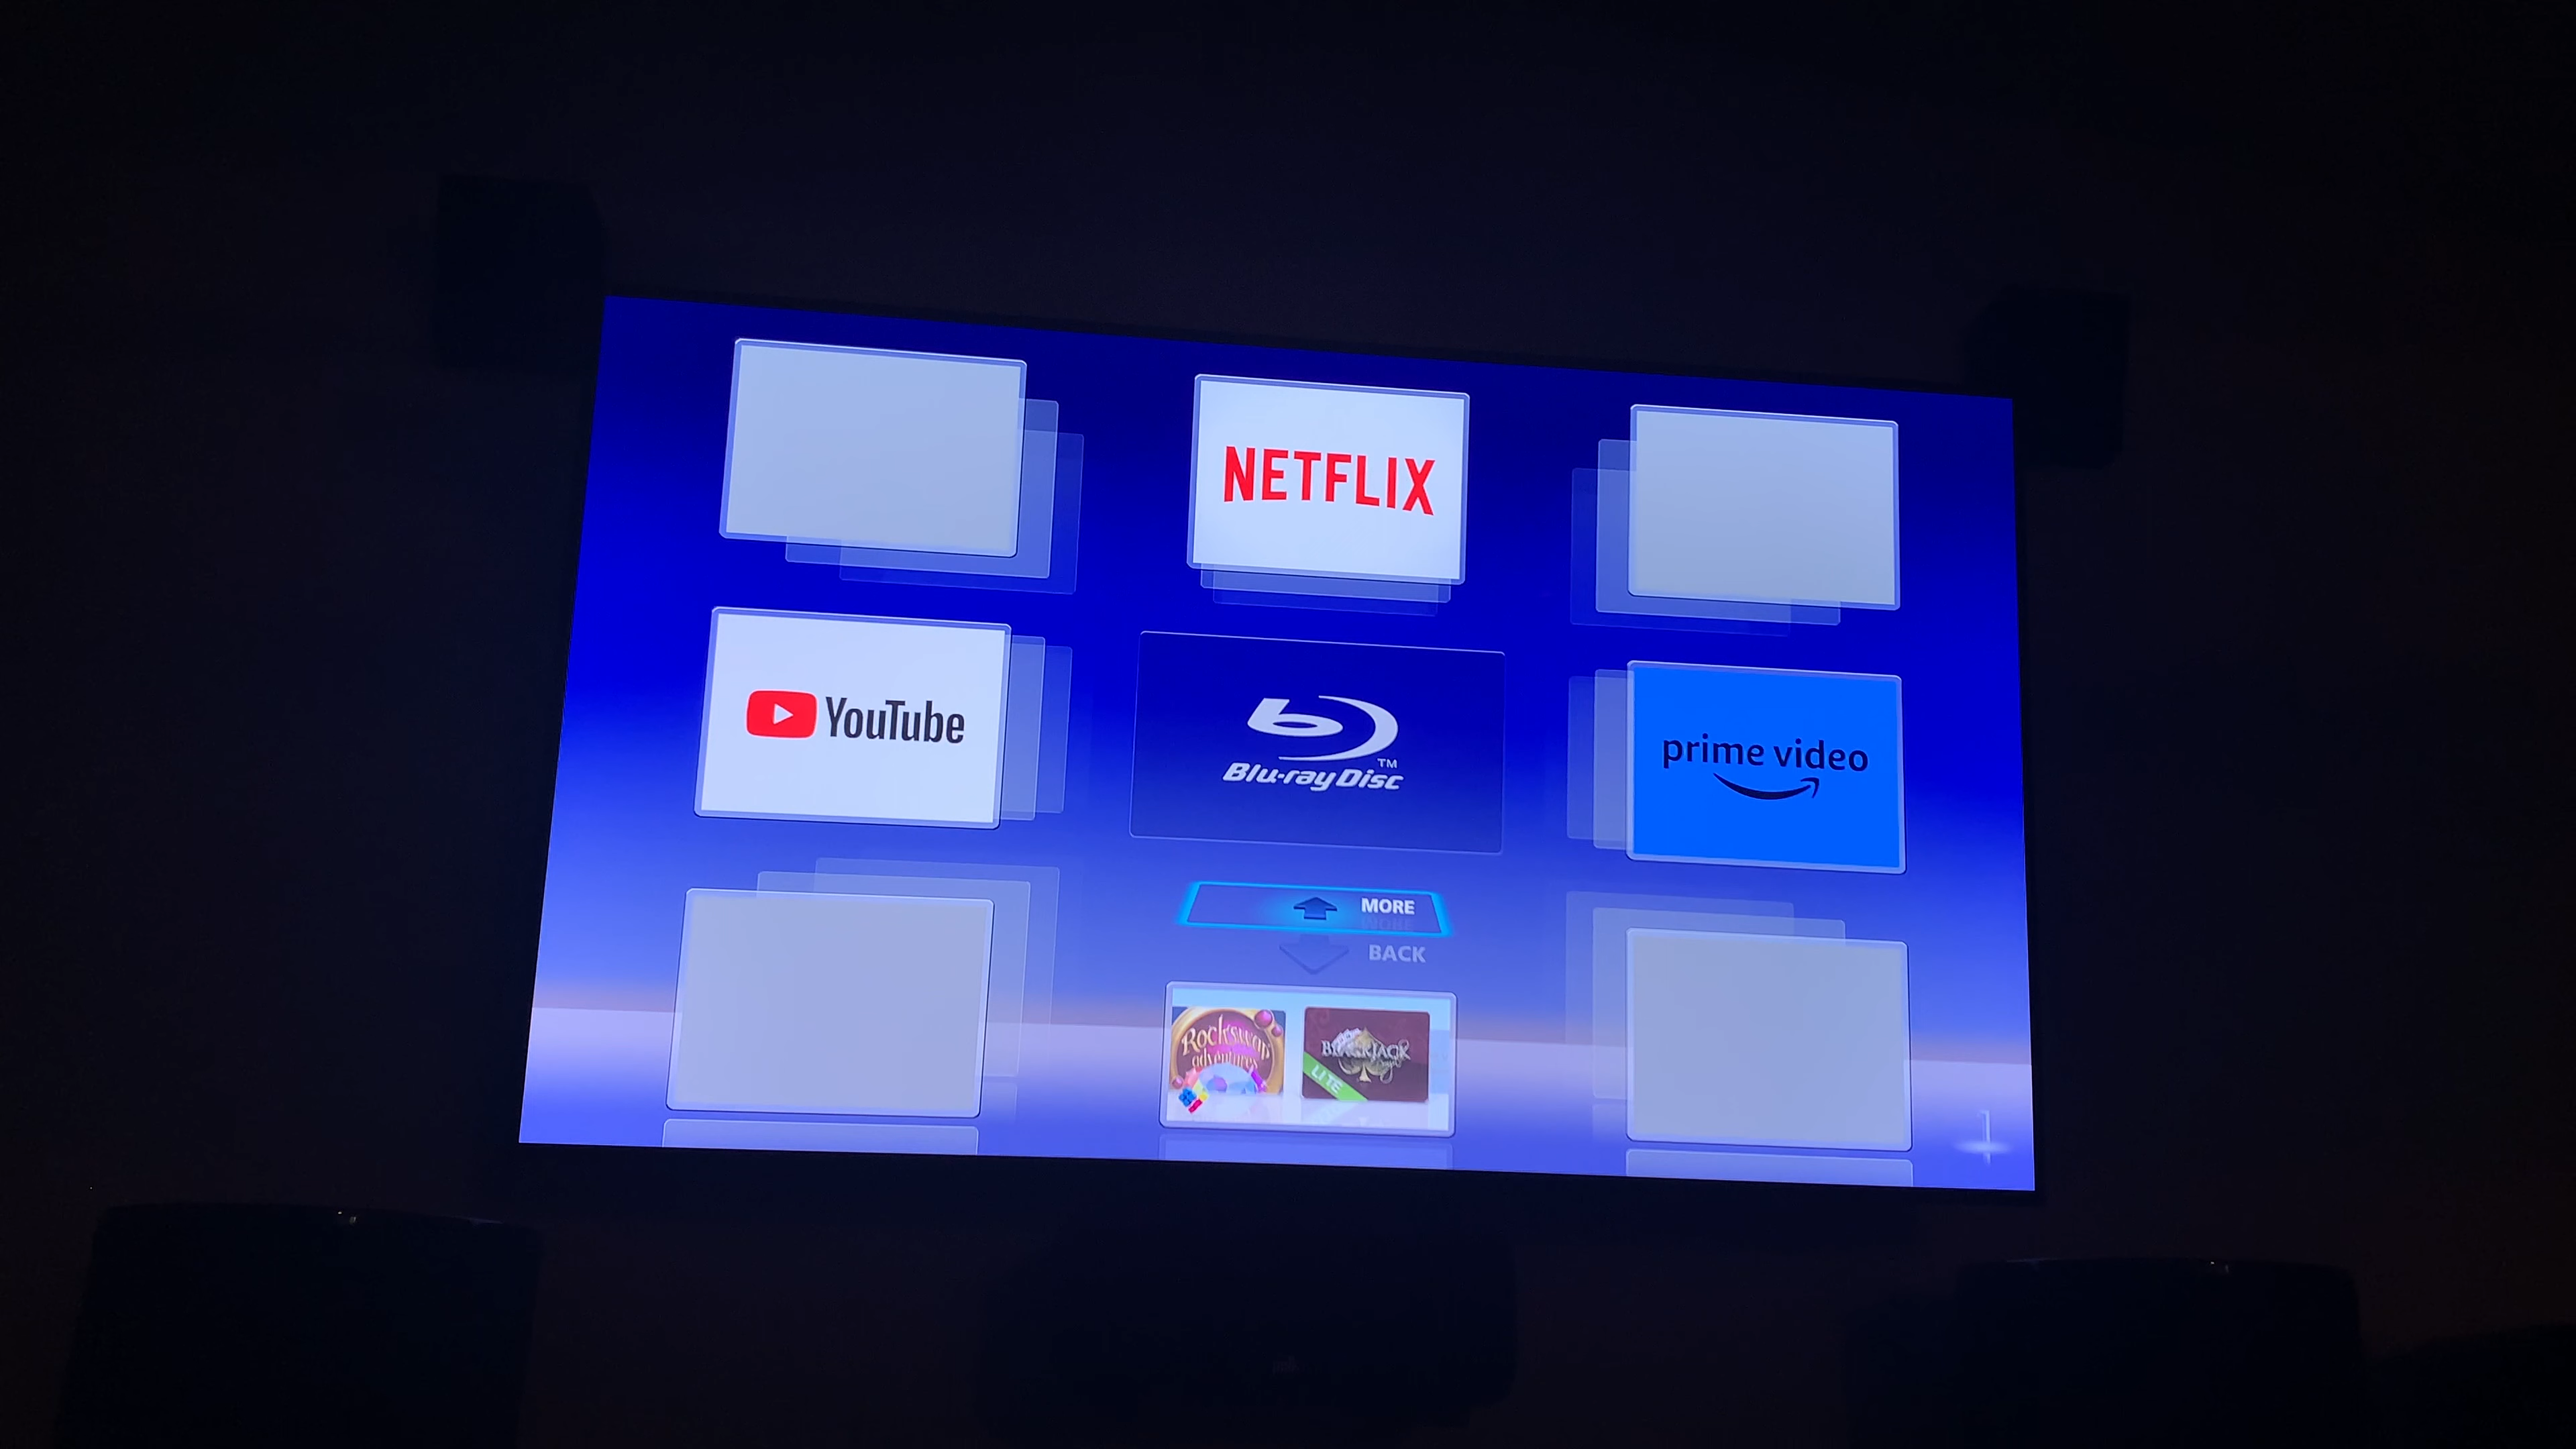 NETFLIX
YouTube
Blu-ray Disc
TM
prime video
MORE
BACK
Rockswap
adventures
BLACKJACK
LITE